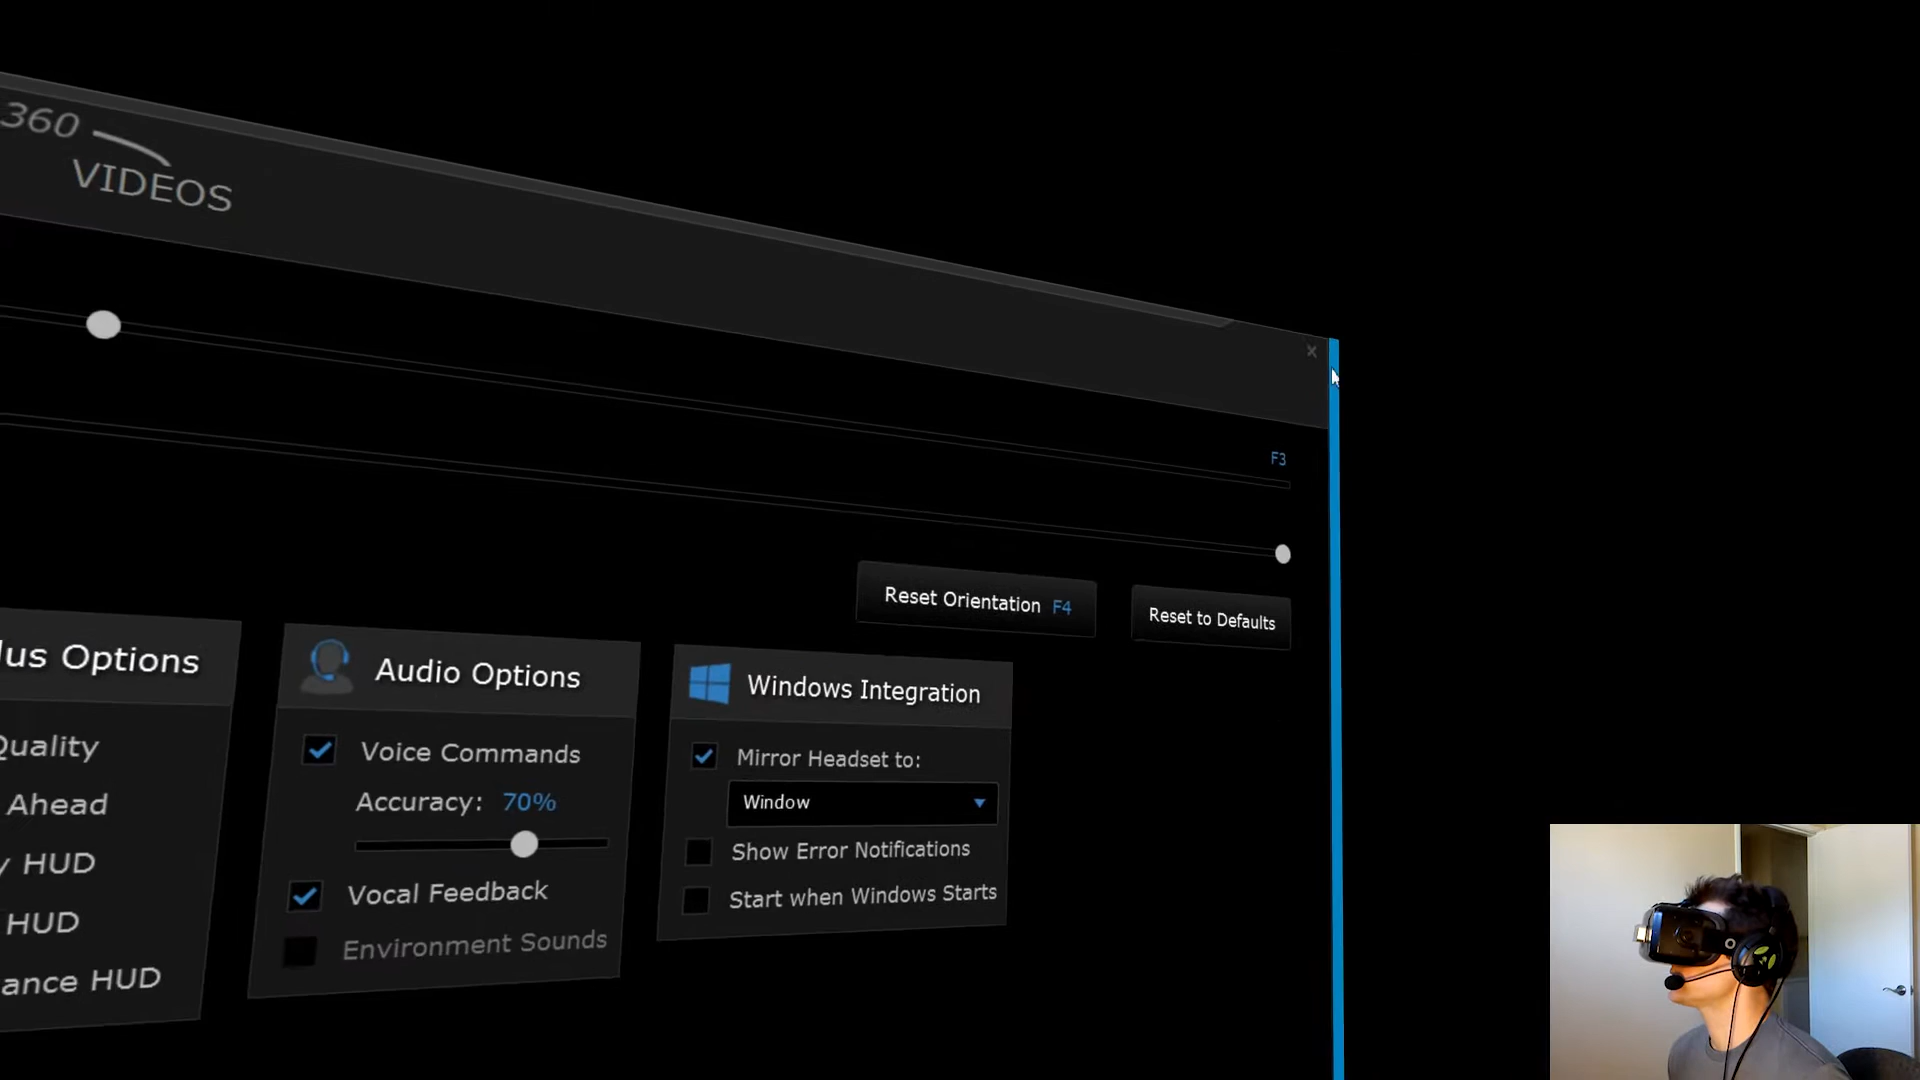 360
VIDEOS
×
F3
Reset Orientation F4
Reset to Defaults
lus Options
Quality
Ahead
y HUD
HUD
ance HUD
Audio Options
Voice Commands
Accuracy: 70%
Vocal Feedback
Environment Sounds
Windows Integration
Mirror Headset to:
Window
Show Error Notifications
Start when Windows Starts